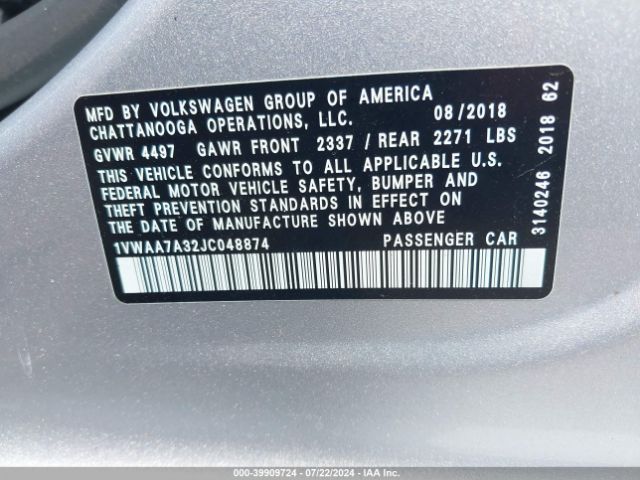 MFD BY VOLKSWAGEN GROUP OF AMERICA
CHATTANOOGA OPERATIONS, LLC. 08/2018
GVWR 4497 GAWR FRONT 2337 / REAR 2271 LBS
THIS VEHICLE CONFORMS TO ALL APPLICABLE U.S.
FEDERAL MOTOR VEHICLE SAFETY, BUMPER AND
THEFT PREVENTION STANDARDS IN EFFECT ON
THE DATE OF MANUFACTURE SHOWN ABOVE
1VWAA7A32JC048874 PASSENGER CAR
3140246 2018 62
000-39909724 - 07/22/2024 - IAA Inc.